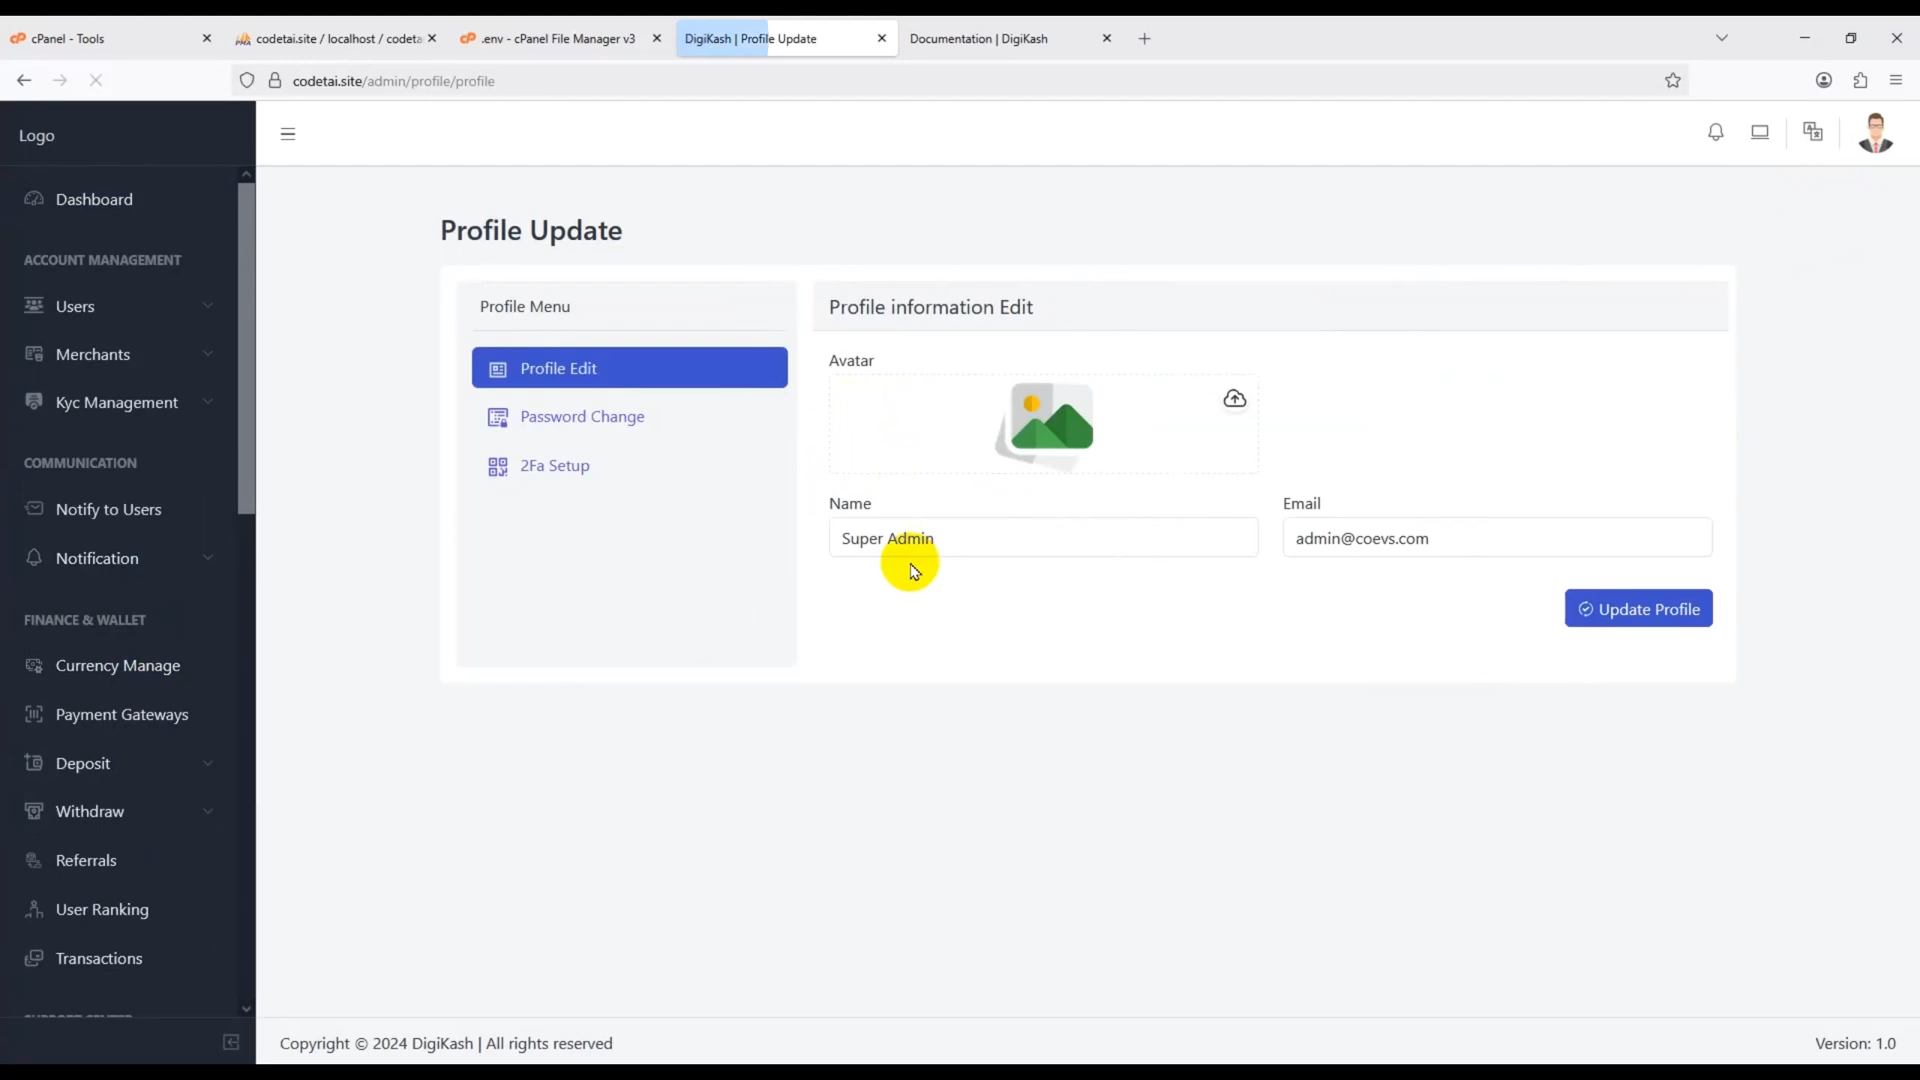 cPanel - Tools
codetai.site / localhost / codeta
.env - cPanel File Manager v3
DigiKash | Profile Update
Documentation | DigiKash
codetai.site/admin/profile/profile
Logo
Dashboard
ACCOUNT MANAGEMENT
Users
Merchants
Kyc Management
COMMUNICATION
Notify to Users
Notification
FINANCE & WALLET
Currency Manage
Payment Gateways
Deposit
Withdraw
Referrals
User Ranking
Transactions
SUPPORT CENTER
Profile Update
Profile Menu
Profile Edit
Password Change
2Fa Setup
Profile information Edit
Avatar
Name
Email
Super Admin
admin@coevs.com
Update Profile
Copyright © 2024 DigiKash | All rights reserved
Version: 1.0